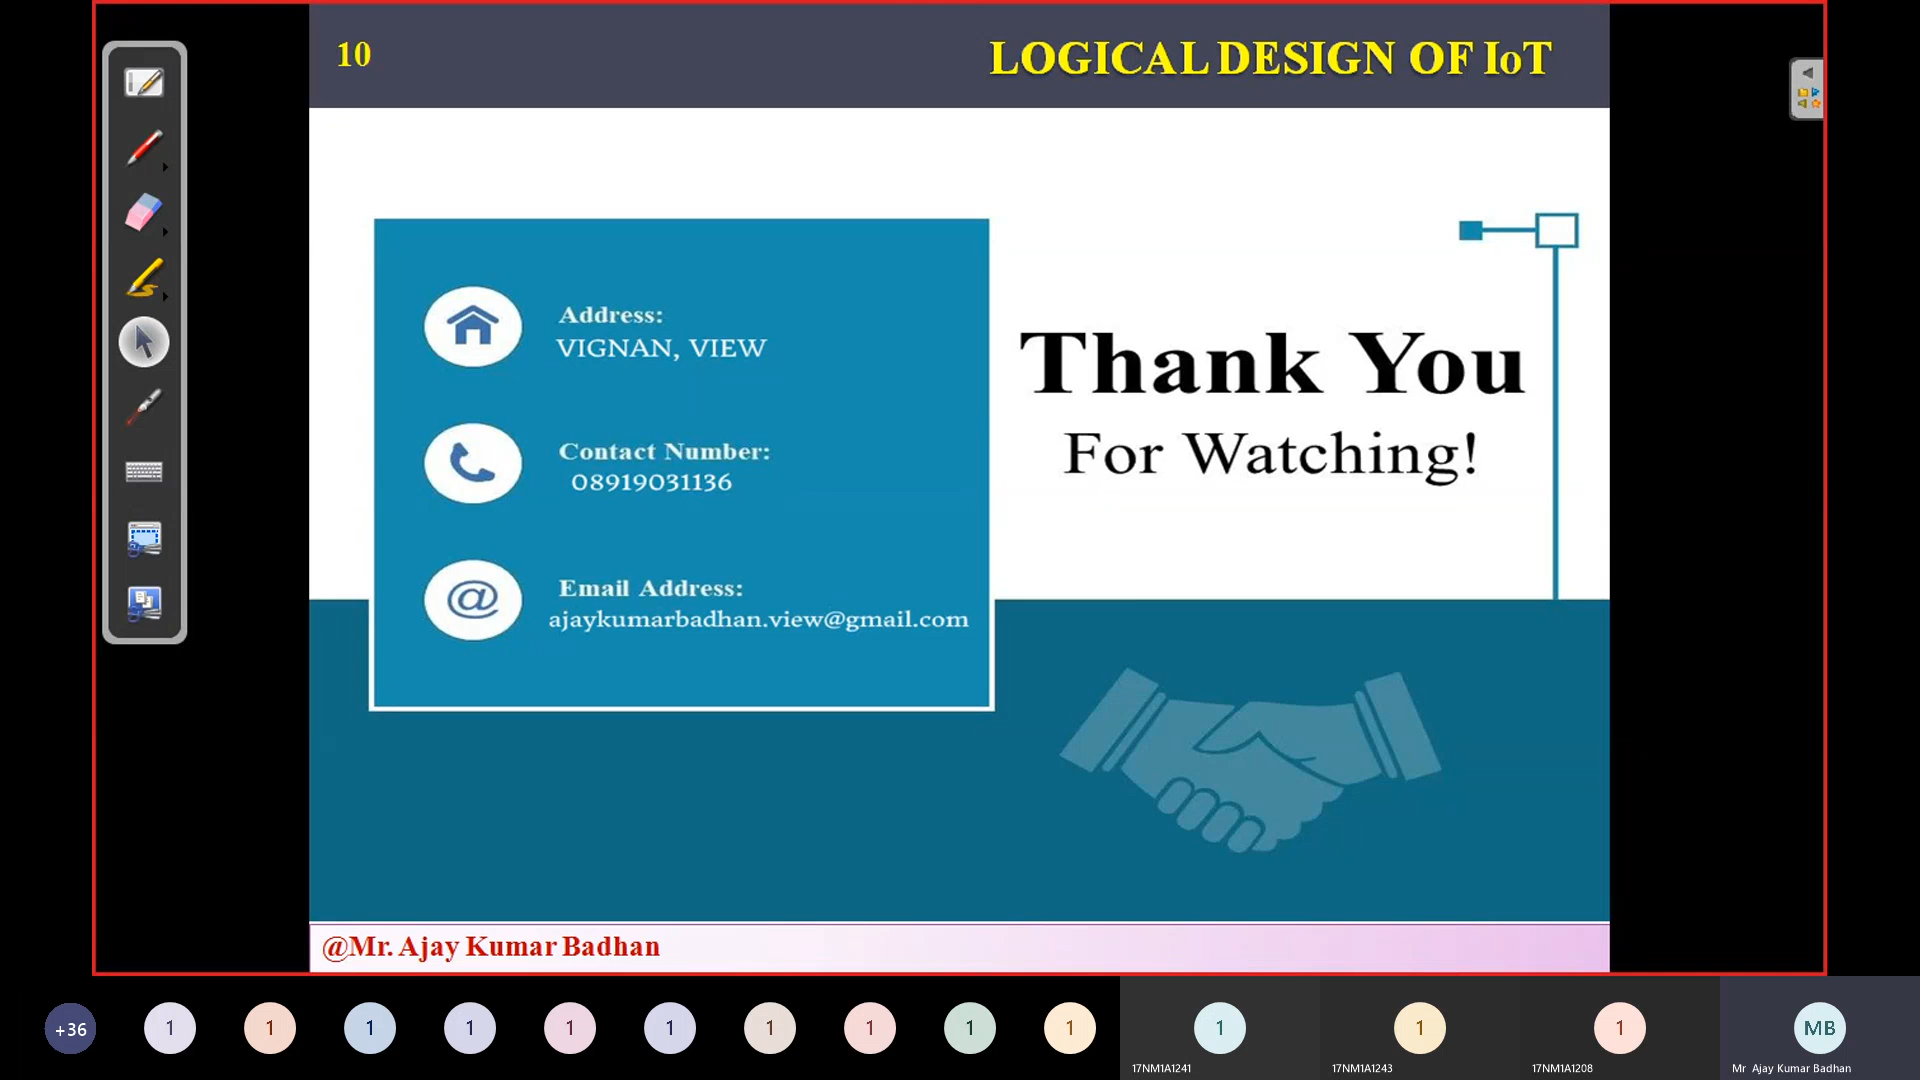 10
LOGICAL DESIGN OF IoT
Address:
VIGNAN, VIEW
Contact Number:
08919031136
@
Email Address:
ajaykumarbadhan.view@gmail.com
Thank You
For Watching!
@Mr. Ajay Kumar Badhan
+36
1
1
1
1
1
1
1
1
1
1
1
17NM1A1241
1
17NM1A1243
1
17NM1A1208
MB
Mr Ajay Kumar Badhan